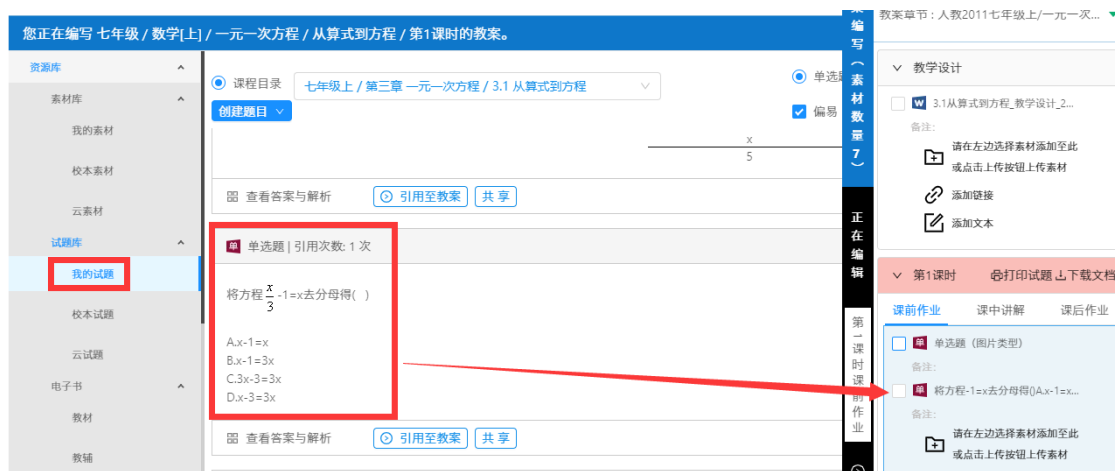 您正在编写 七年级 / 数学[上] / 一元一次方程 / 从算式到方程 / 第1课时的教案。
资源库
素材库
我的素材
校本素材
云素材
试题库
我的试题
校本试题
云试题
电子书
教材
教辅
课程目录
七年级上 / 第三章 一元一次方程 / 3.1 从算式到方程
创建题目
偏易
x
5
查看答案与解析
引用至教案
共 享
单 单选题 | 引用次数: 1 次
将方程x/3-1=x去分母得( )
A.x-1=x
B.x-1=3x
C.3x-3=3x
D.x-3=3x
查看答案与解析
引用至教案
共 享
编写（素材数量7）
正在编辑
教案章节 : 人教2011七年级上/一元一次...
教学设计
W 3.1从算式到方程_教学设计_2...
备注:
请在左边选择素材添加至此
或点击上传按钮上传素材
添加链接
添加文本
第1课时
打印试题
下载文档
课前作业
课中讲解
课后作业
单 单选题（图片类型）
备注:
单 将方程-1=x去分母得()A.x-1=x...
备注:
请在左边选择素材添加至此
或点击上传按钮上传素材